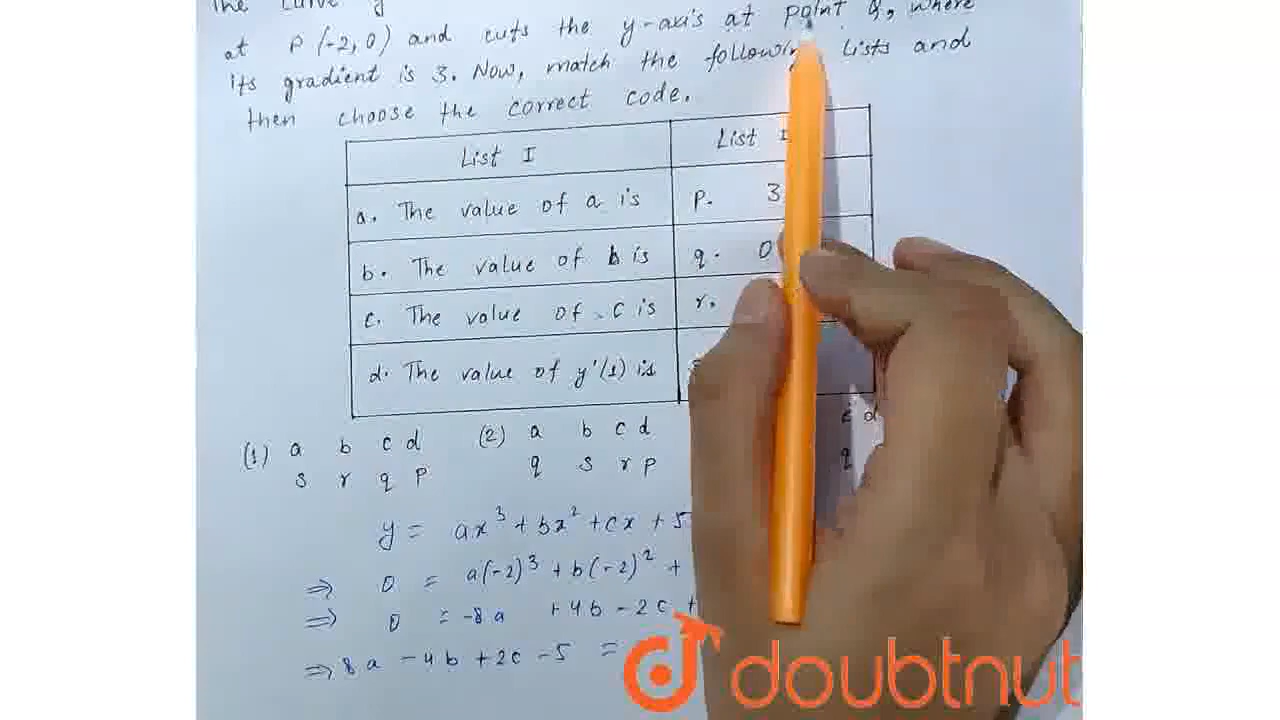 The curve y
at P(-2,0) and cuts the y-axis at point Q, where
its gradient is 3. Now, match the following lists and
then choose the correct code.
List I List
a. The value of a is p. 3
b. The value of b is q. 0
c. The value of c is r.
d. The value of y'(1) is
(1) a b c d (2) a b c d c d
s r q p q s r p q
y = ax³ + bx² + cx + 5
⇒ 0 = a(-2)³ + b(-2)² +
⇒ 0 = -8a + 4b - 2c +
⇒ 8a - 4b + 2c - 5 =
doubtnut